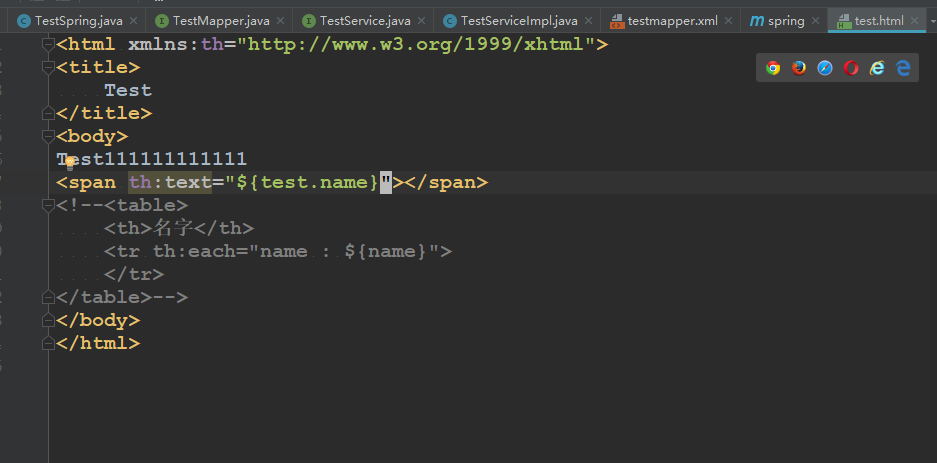 TestSpring.java TestMapper.java TestService.java TestServiceImpl.java testmapper.xml spring test.html
<html xmlns:th="http://www.w3.org/1999/xhtml">
<title>
Test
</title>
<body>
Test111111111111
<span th:text="${test.name}"></span>
<!--<table>
<th>名字</th>
<tr th:each="name : ${name}">
</tr>
</table>-->
</body>
</html>